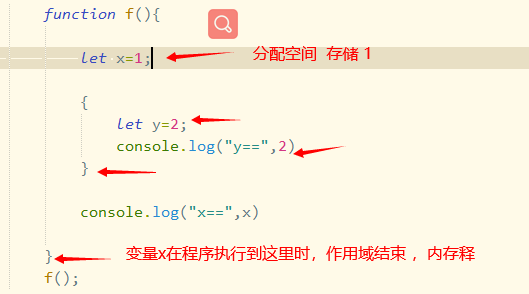 function f(){
let x=1; 分配空间 存储 1
{
let y=2;
console.log("y==",2)
}
console.log("x==",x)
} 变量x在程序执行到这里时，作用域结束 ，内存释
f();